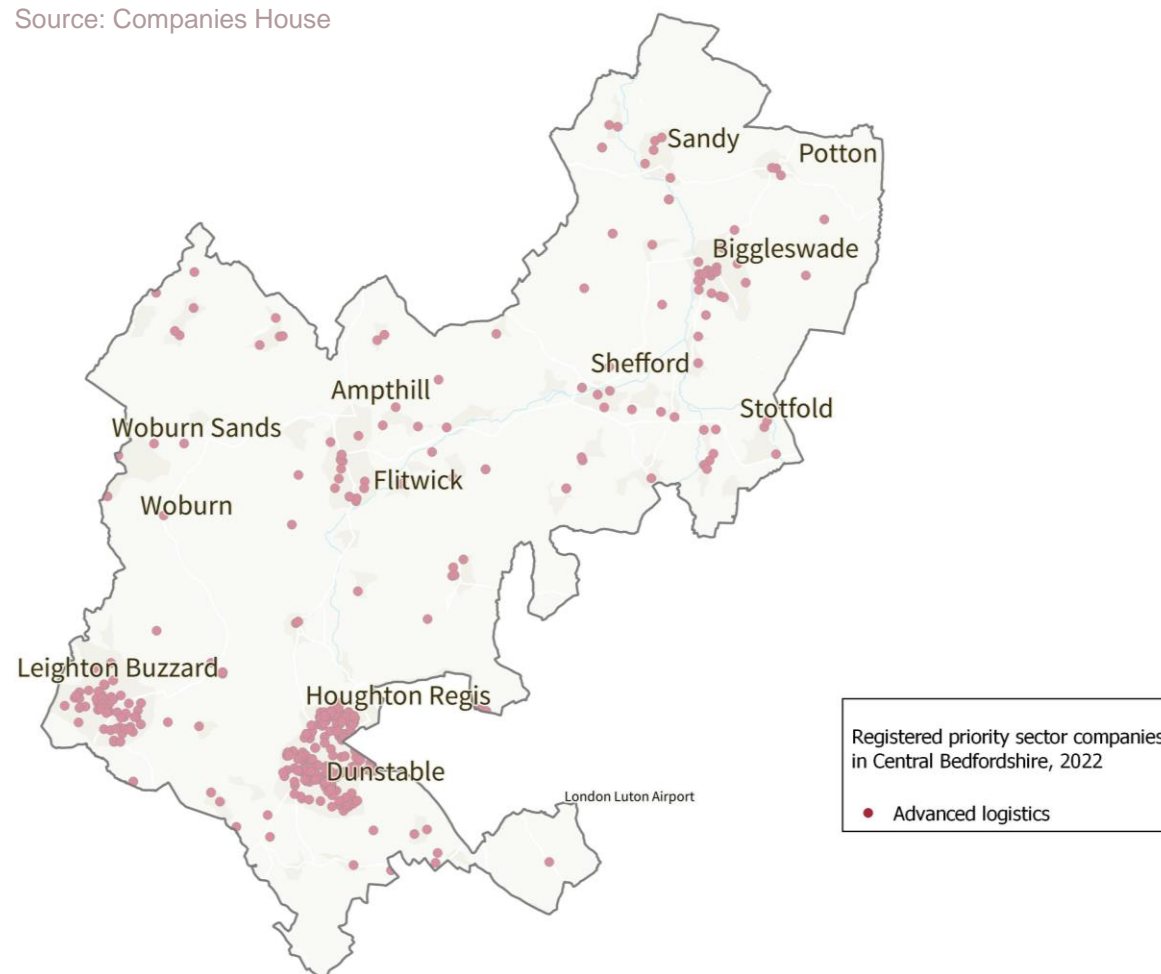 Source: Companies House
Sandy
Potton
Biggleswade
Shefford
Ampthill
Stotfold
Woburn Sands
Flitwick
Woburn
Leighton Buzzard
Houghton Regis
Dunstable
London Luton Airport
Registered priority sector companies
in Central Bedfordshire, 2022
Advanced logistics